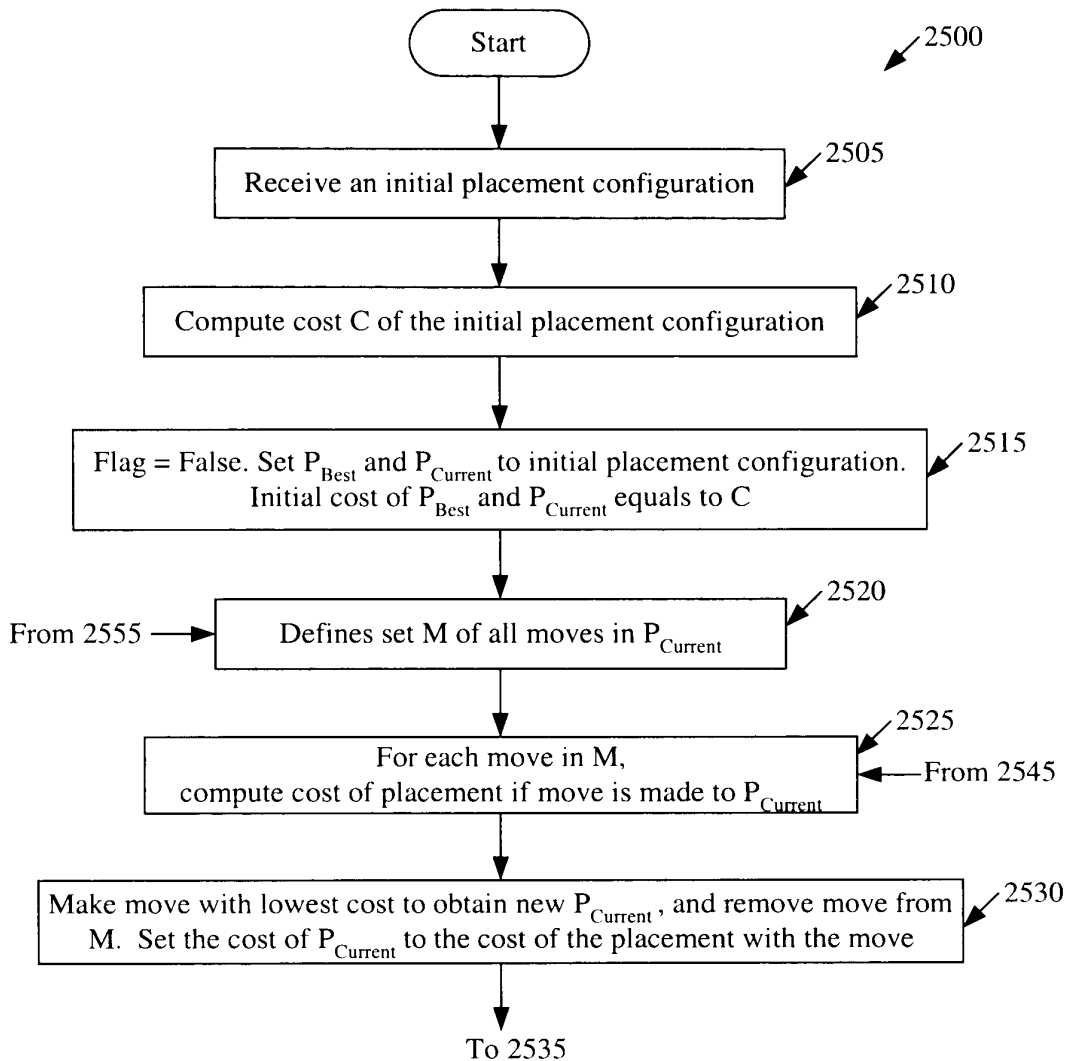 Start
2500
2505
Receive an initial placement configuration
2510
Compute cost C of the initial placement configuration
2515
Flag = False. Set P_Best and P_Current to initial placement configuration.
Initial cost of P_Best and P_Current equals to C
2520
From 2555
Defines set M of all moves in P_Current
2525
For each move in M,
compute cost of placement if move is made to P_Current
From 2545
2530
Make move with lowest cost to obtain new P_Current, and remove move from
M. Set the cost of P_Current to the cost of the placement with the move
To 2535